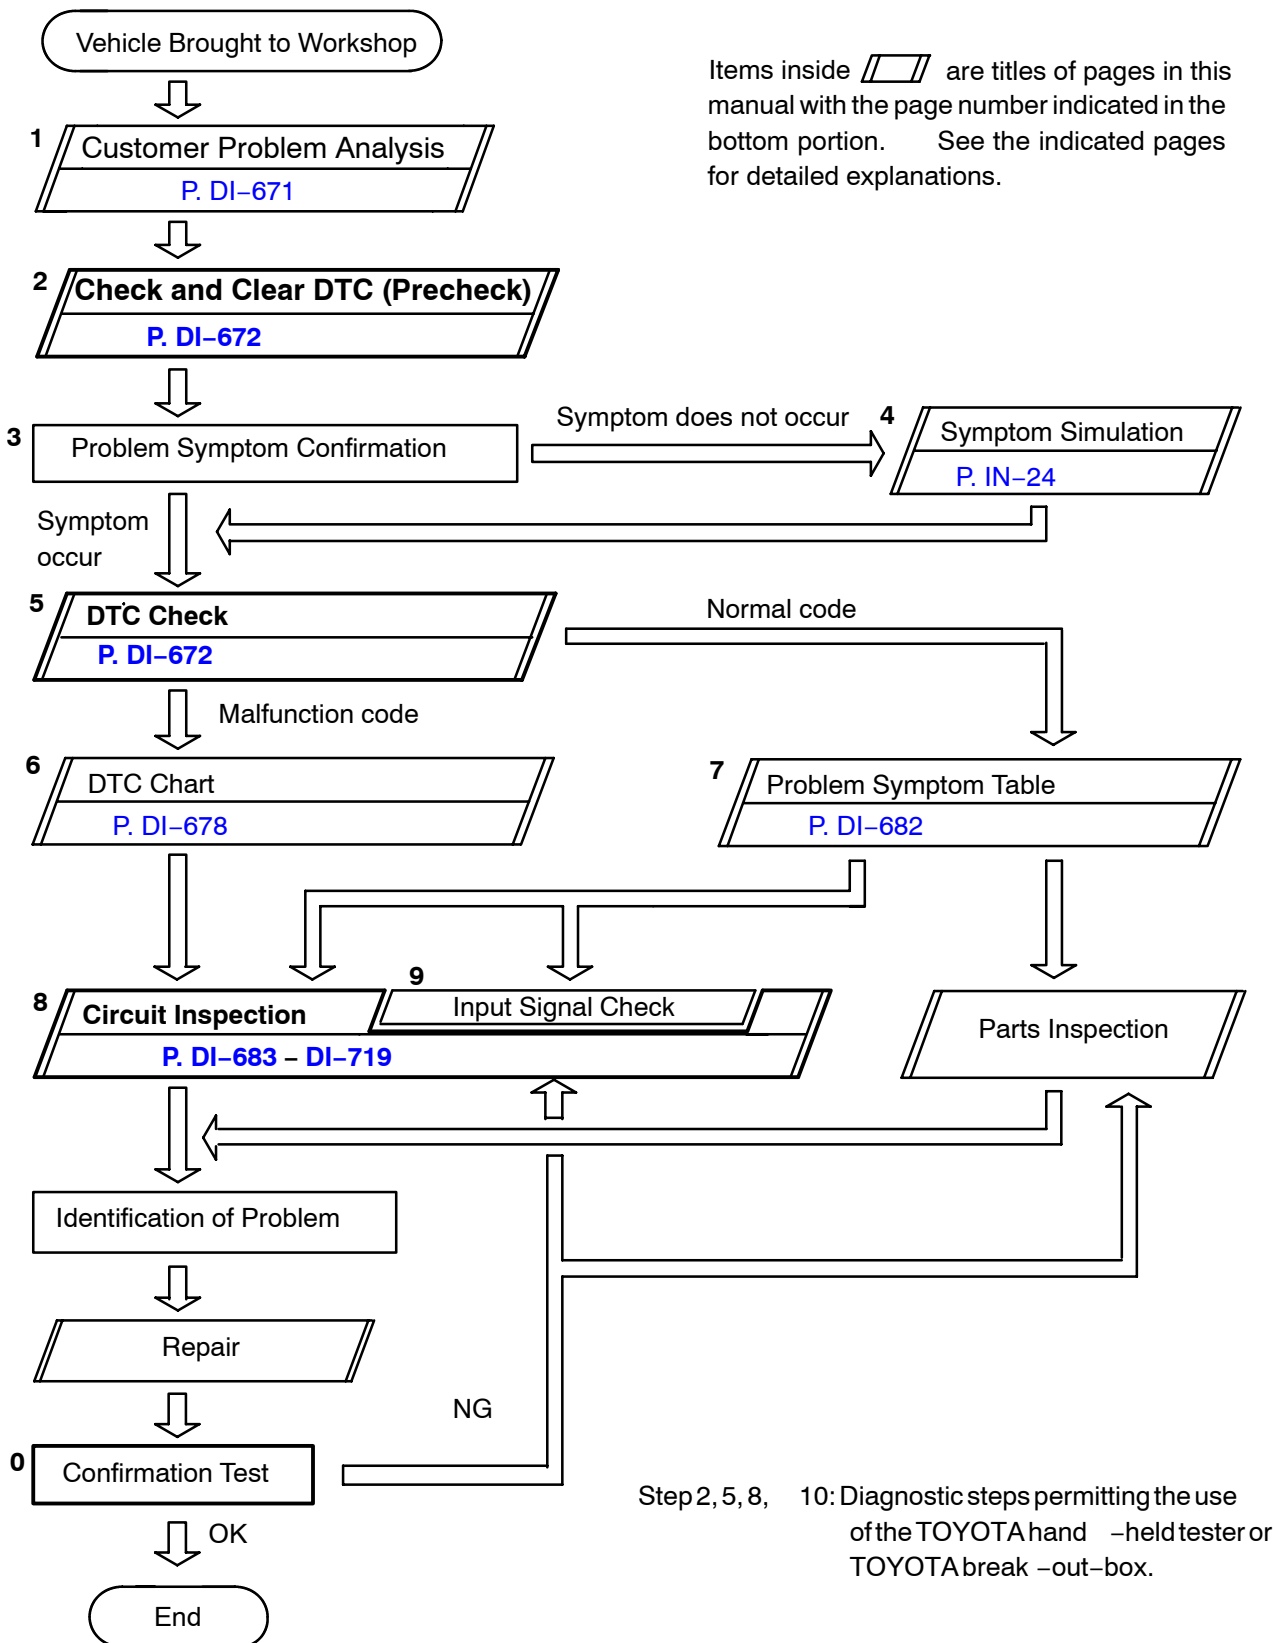 Vehicle Brought to Workshop
Items inside are titles of pages in this
manual with the page number indicated in the
bottom portion. See the indicated pages
for detailed explanations.
1
Customer Problem Analysis
P. DI–671
2
Check and Clear DTC (Precheck)
P. DI–672
3
Problem Symptom Confirmation
Symptom does not occur
4
Symptom Simulation
P. IN–24
Symptom
occur
5
DTC Check
P. DI–672
Normal code
Malfunction code
6
DTC Chart
P. DI–678
7
Problem Symptom Table
P. DI–682
8
Circuit Inspection
P. DI–683 – DI–719
9
Input Signal Check
Parts Inspection
Identification of Problem
Repair
NG
0
Confirmation Test
Step 2, 5, 8, 10: Diagnostic steps permitting the use
of the TOYOTA hand –held tester or
TOYOTA break –out–box.
OK
End